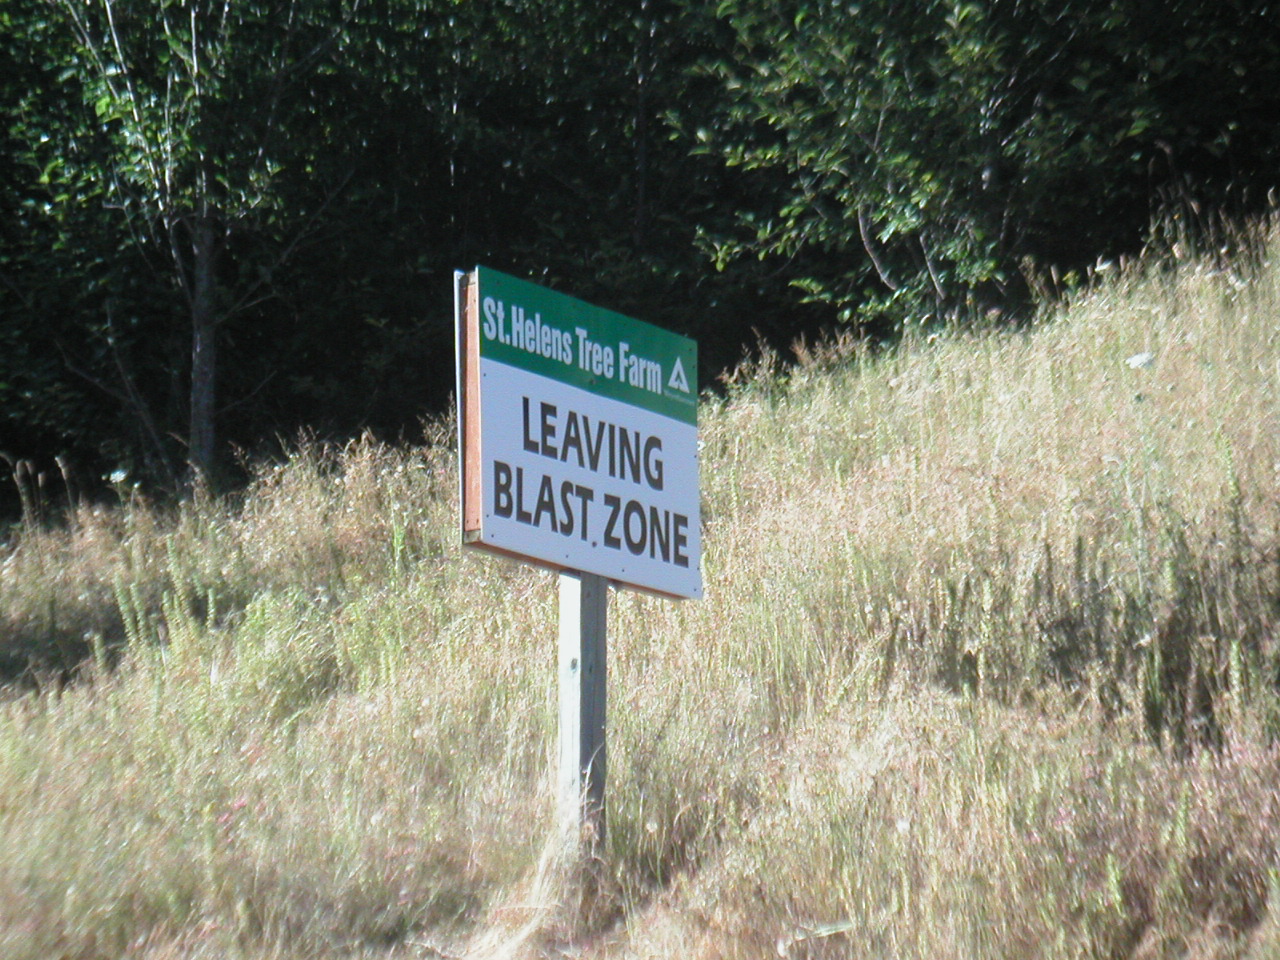 St. Helens Tree Farm
LEAVING
BLAST ZONE